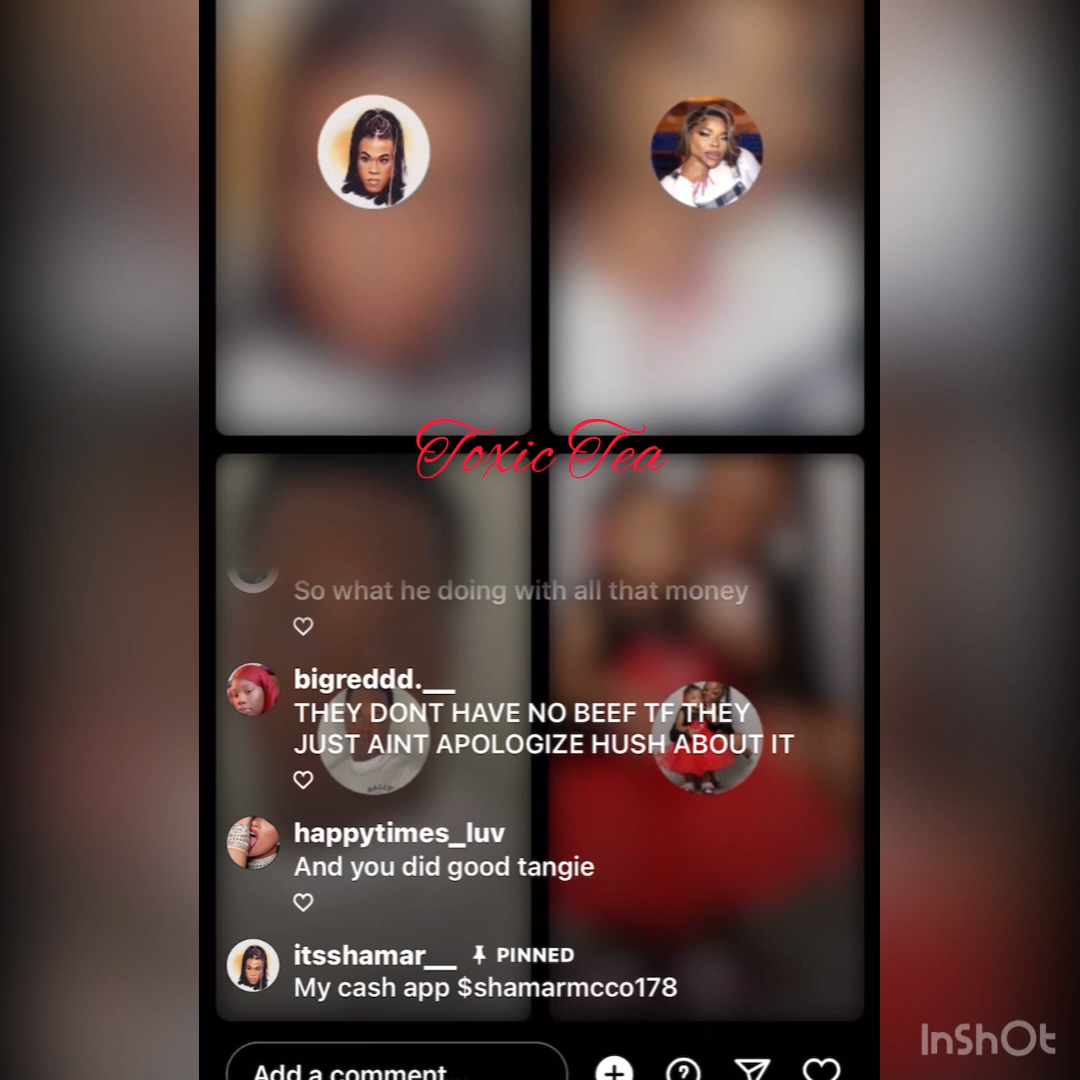 Toxic Tea
So what he doing with all that money
bigreddd.__
THEY DONT HAVE NO BEEF TF THEY
JUST AINT APOLOGIZE HUSH ABOUT IT
happytimes_luv
And you did good tangie
itsshamar__ PINNED
My cash app $shamarmcco178
Add a comment...
InShOt